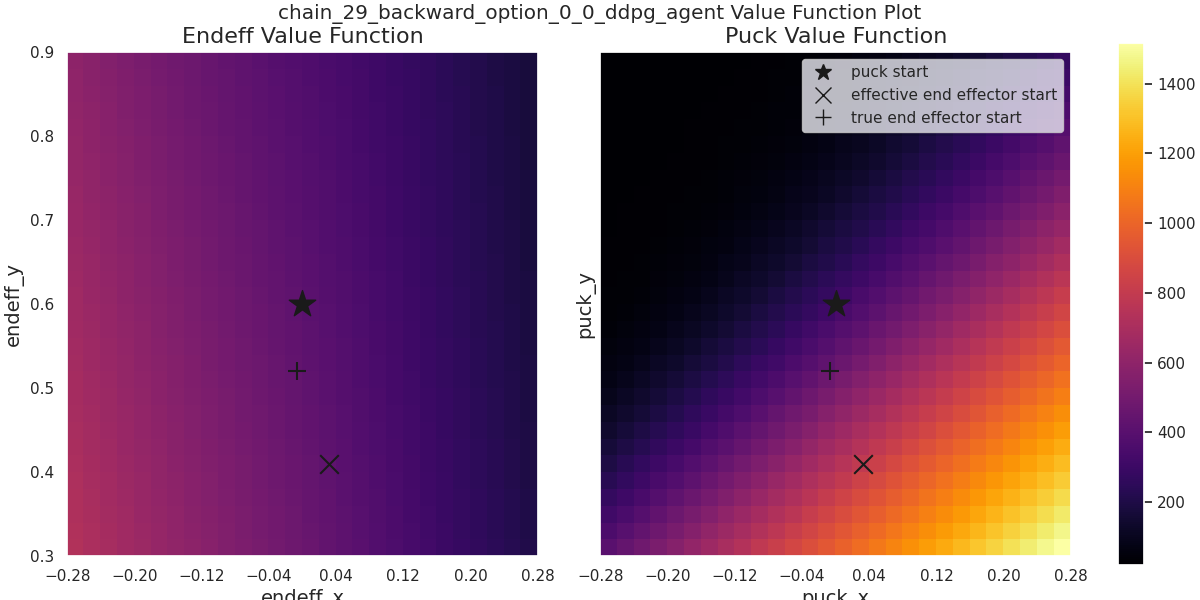 chain_29_backward_option_0_0_ddpg_agent Value Function Plot
Endeff Value Function
Puck Value Function
puck start
effective end effector start
true end effector start
0.9
0.8
0.7
0.6
0.5
0.4
0.3
endeff_y
−0.28 −0.20 −0.12 −0.04 0.04 0.12 0.20 0.28
endeff_x
puck_y
−0.28 −0.20 −0.12 −0.04 0.04 0.12 0.20 0.28
puck_x
1400
1200
1000
800
600
400
200